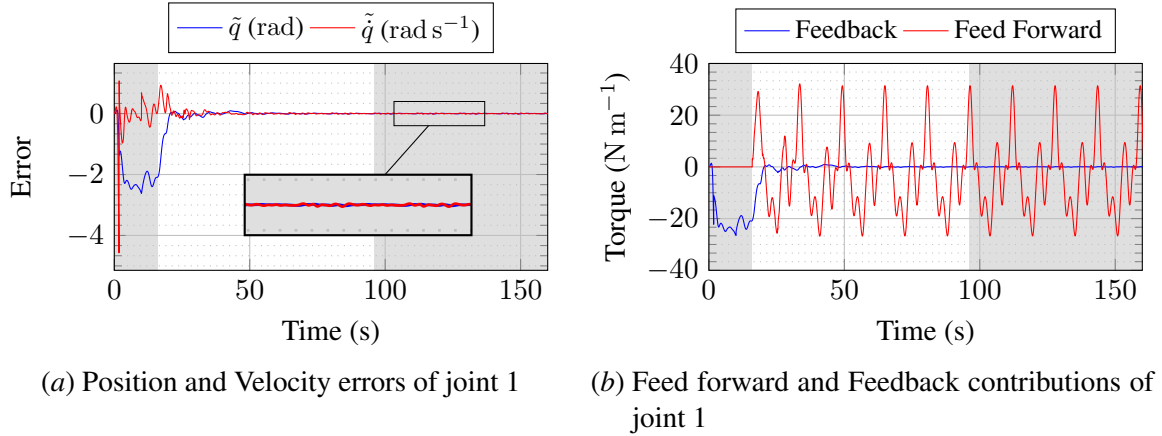 q̃ (rad) q̃̇ (rad s⁻¹)
Error
0
−2
−4
0 50 100 150
Time (s)
(a) Position and Velocity errors of joint 1
Feedback Feed Forward
Torque (N m⁻¹)
40
20
0
−20
−40
0 50 100 150
Time (s)
(b) Feed forward and Feedback contributions of
joint 1